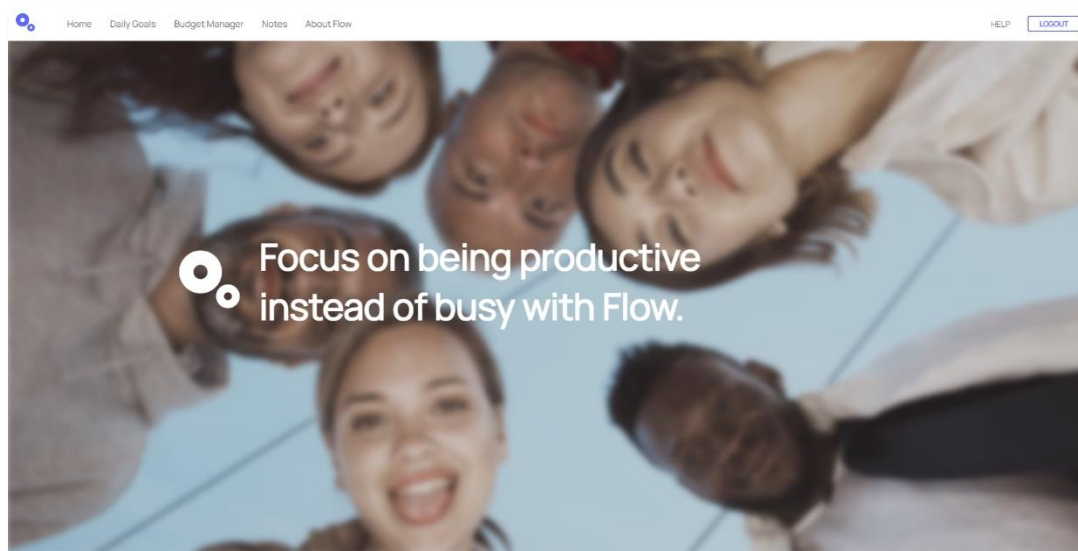 Home
Daily Goals
Budget Manager
Notes
About Flow
HELP
LOGOUT
Focus on being productive
instead of busy with Flow.